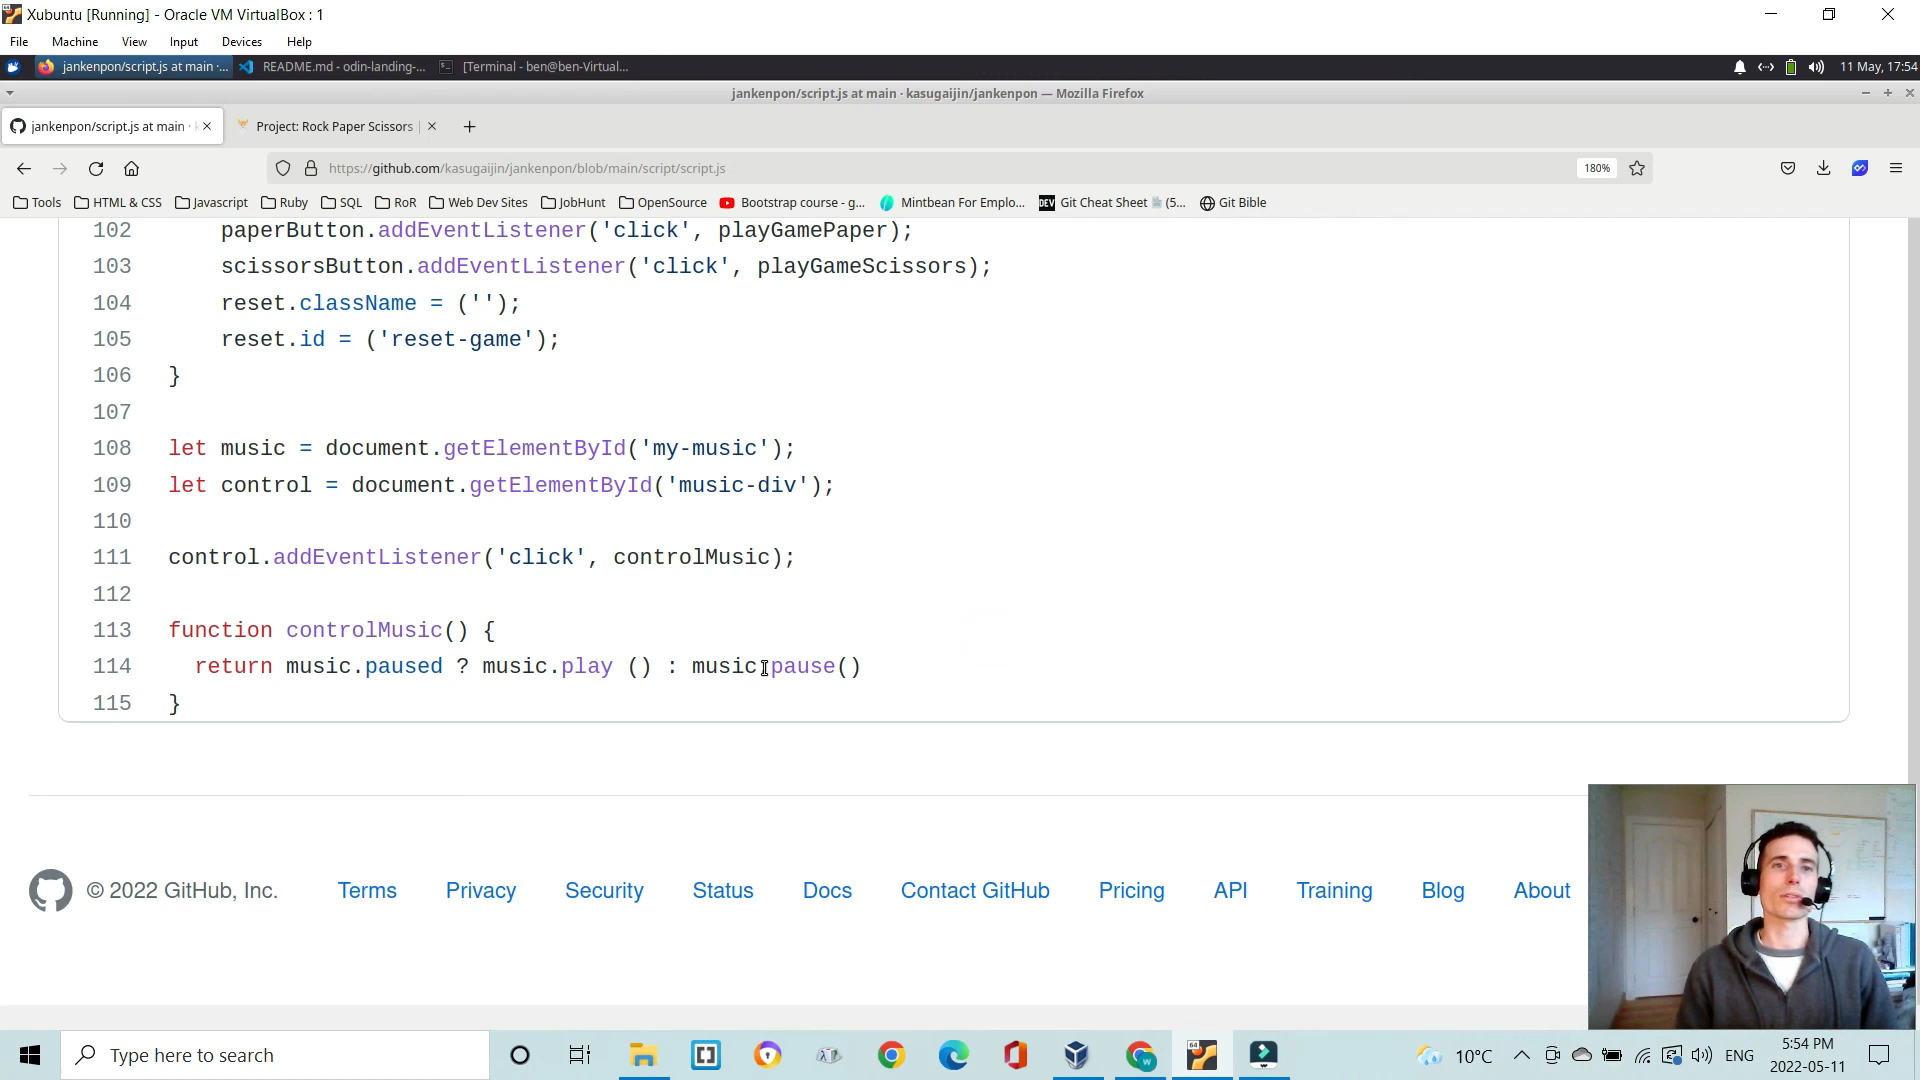 Xubuntu [Running] - Oracle VM VirtualBox : 1
File Machine View Input Devices Help
jankenpon/script.js at main ·... README.md - odin-landing-... [Terminal - ben@ben-Virtual... 11 May, 17:54
jankenpon/script.js at main · kasugaijin/jankenpon — Mozilla Firefox
jankenpon/script.js at main · Project: Rock Paper Scissors
https://github.com/kasugaijin/jankenpon/blob/main/script/script.js 180%
Tools HTML & CSS Javascript Ruby SQL RoR Web Dev Sites JobHunt OpenSource Bootstrap course - g... Mintbean For Emplo... DEV Git Cheat Sheet (5... Git Bible
102 paperButton.addEventListener('click', playGamePaper);
103 scissorsButton.addEventListener('click', playGameScissors);
104 reset.className = ('');
105 reset.id = ('reset-game');
106 }
107
108 let music = document.getElementById('my-music');
109 let control = document.getElementById('music-div');
110
111 control.addEventListener('click', controlMusic);
112
113 function controlMusic() {
114 return music.paused ? music.play () : music.pause()
115 }
© 2022 GitHub, Inc. Terms Privacy Security Status Docs Contact GitHub Pricing API Training Blog About
Type here to search 10°C ENG 5:54 PM
2022-05-11